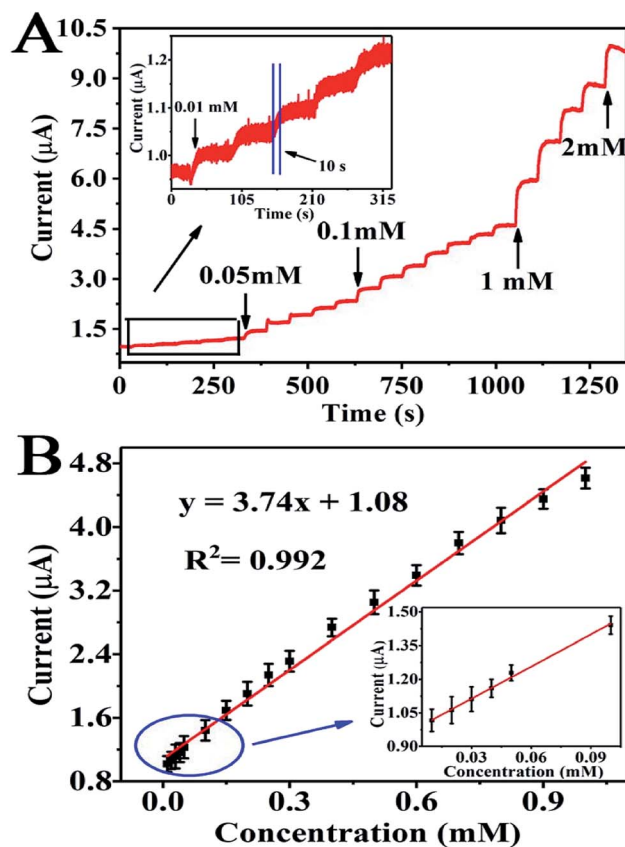 A
10.5
9.0
7.5
6.0
4.5
3.0
1.5
Current (μA)
0 250 500 750 1000 1250
Time (s)
1.2
1.1
1.0
Current (μA)
0 105 210 315
Time (s)
0.01 mM
10 s
0.05mM
0.1mM
1 mM
2mM
B
4.8
4.0
3.2
2.4
1.6
0.8
Current (μA)
0.0 0.3 0.6 0.9
Concentration (mM)
y = 3.74x + 1.08
R²= 0.992
1.50
1.35
1.20
1.05
0.90
Current (μA)
0.03 0.06 0.09
Concentration (mM)